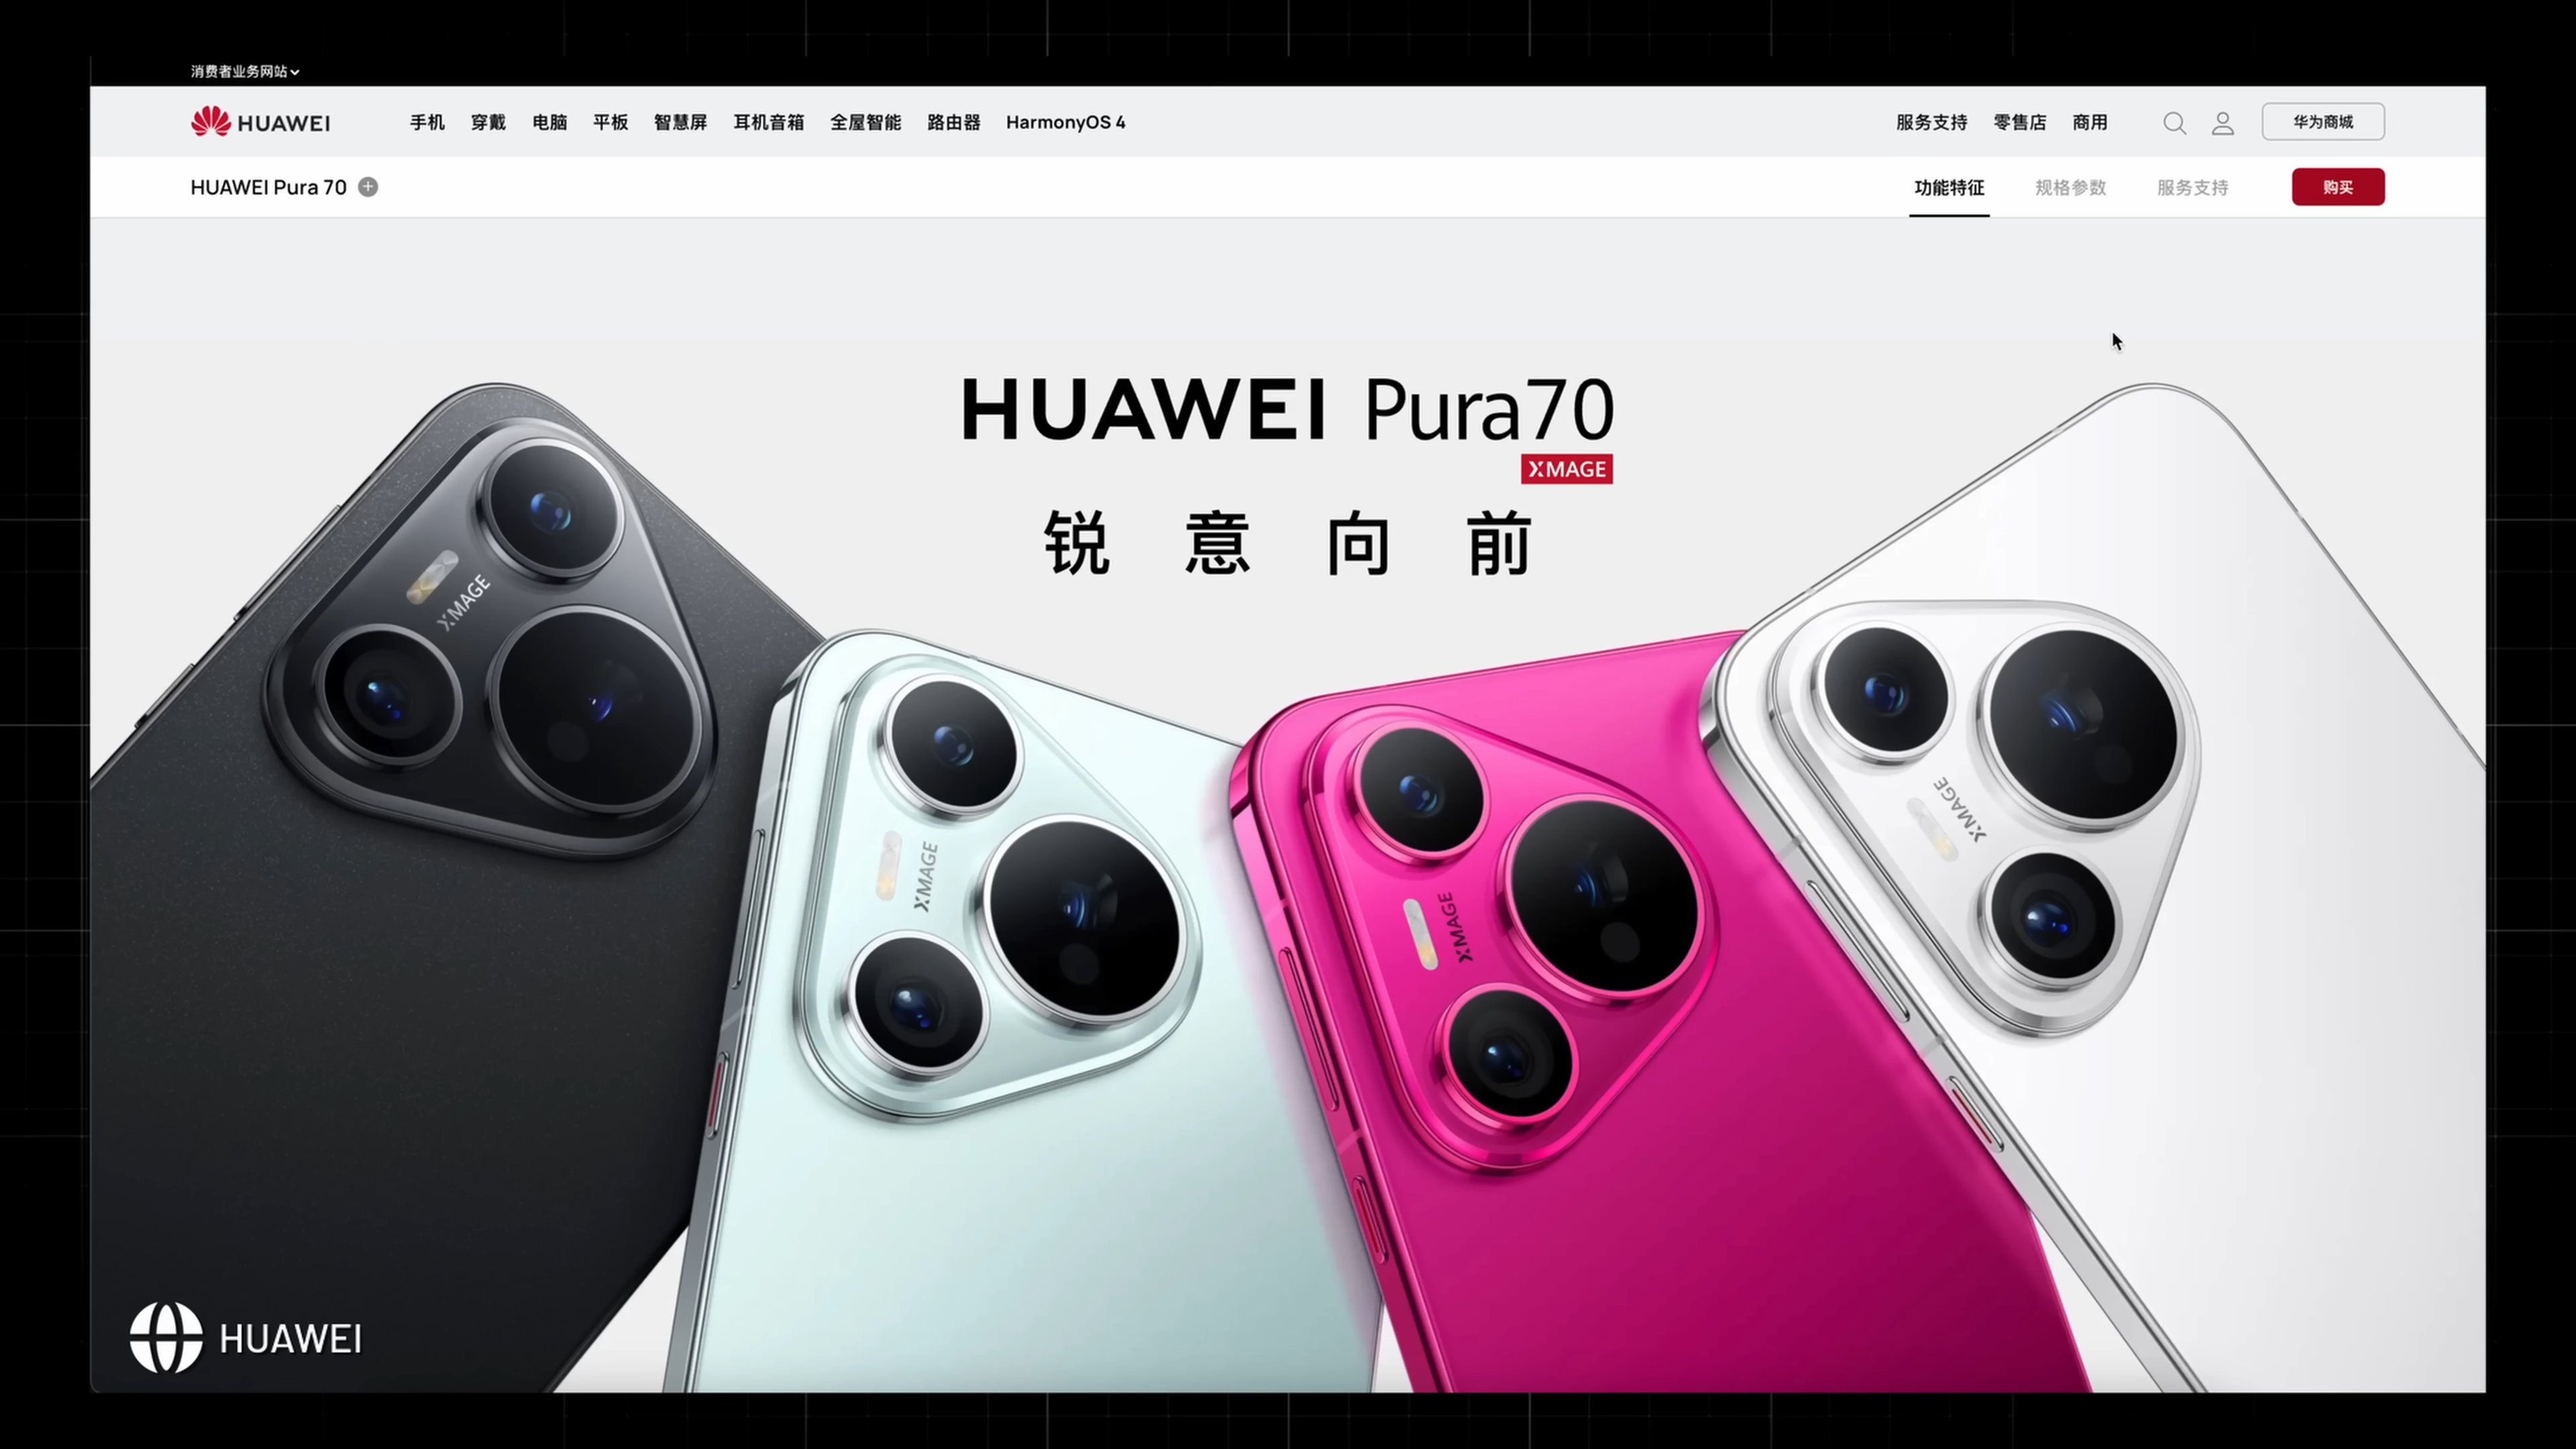 消费者业务网站
HUAWEI 手机 穿戴 电脑 平板 智慧屏 耳机音箱 全屋智能 路由器 HarmonyOS 4 服务支持 零售店 商用 华为商城
HUAWEI Pura 70 功能特征 规格参数 服务支持 购买
HUAWEI Pura70
XMAGE
锐意向前
XMAGE
XMAGE
XMAGE
XMAGE
HUAWEI